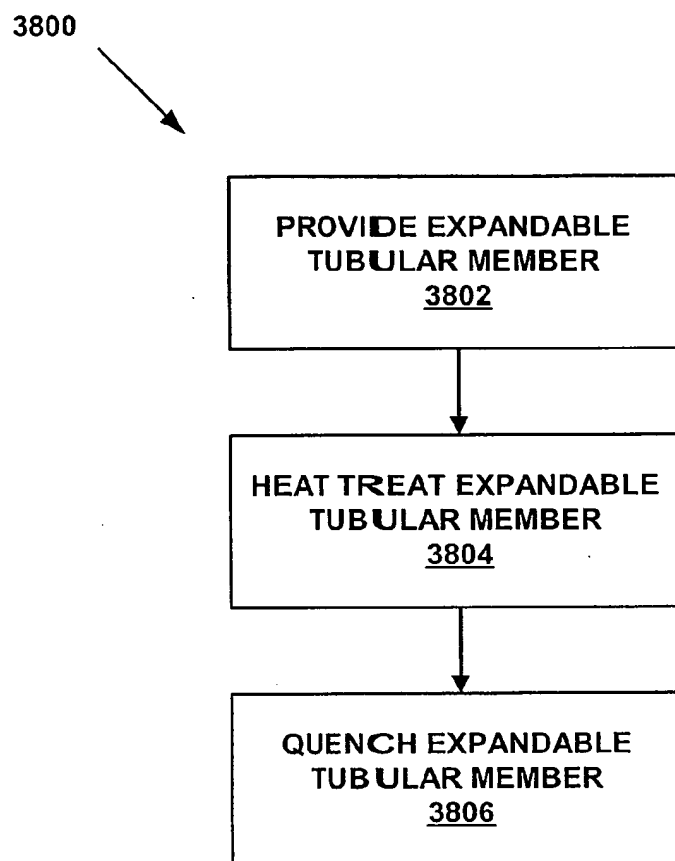 3800
PROVIDE EXPANDABLE
TUBULAR MEMBER
3802
HEAT TREAT EXPANDABLE
TUBULAR MEMBER
3804
QUENCH EXPANDABLE
TUBULAR MEMBER
3806